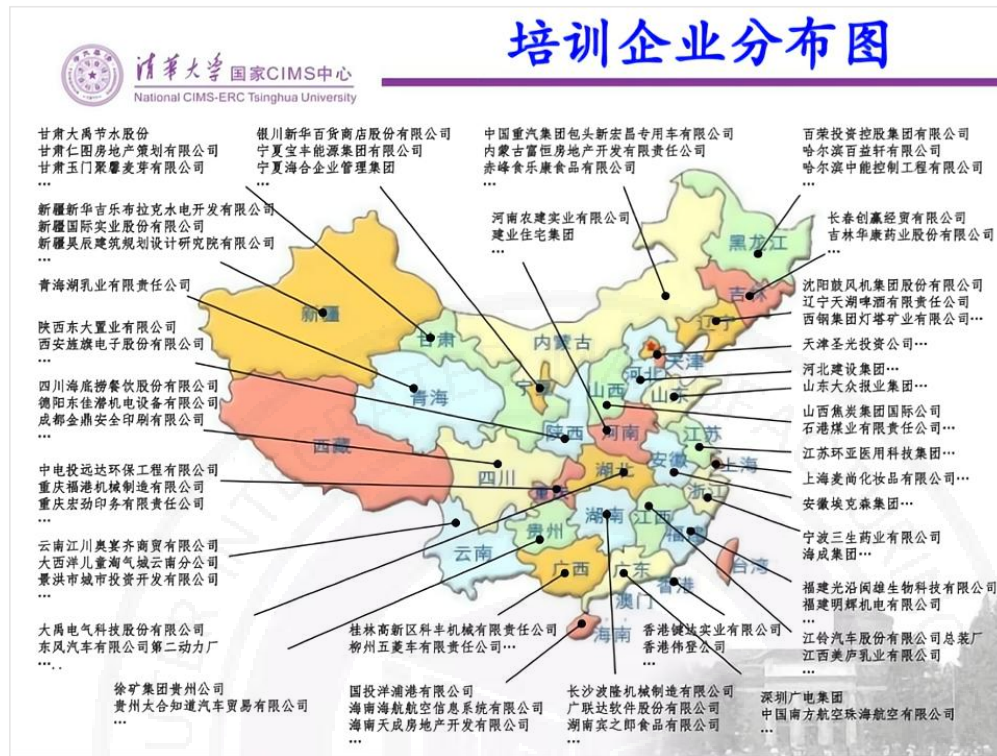 培训企业分布图
清华大学 国家CIMS中心
National CIMS-ERC Tsinghua University
甘肃大禹节水股份
甘肃仁图房地产策划有限公司
甘肃玉门聚馨麦芽有限公司
…
银川新华百货商店股份有限公司
宁夏宝丰能源集团有限公司
宁夏海合企业管理集团
…
中国重汽集团包头新宏昌专用车有限公司
内蒙古富恒房地产开发有限责任公司
赤峰食乐康食品有限公司
…
百荣投资控股集团有限公司
哈尔滨百益轩有限公司
哈尔滨中能控制工程有限公司
…
新疆新华吉乐布拉克水电开发有限公司
新疆国际实业股份有限公司
新疆昊辰建筑规划设计研究院有限公司
…
河南农建实业有限公司
建业住宅集团
…
长春创赢经贸有限公司
吉林华康药业股份有限公司
…
青海湖乳业有限责任公司
沈阳鼓风机集团股份有限公司
辽宁天湖啤酒有限责任公司
西钢集团灯塔矿业有限公司…
陕西东大置业有限公司
西安旌旗电子股份有限公司
…
天津圣光投资公司…
河北建设集团…
山东大众报业集团…
四川海底捞餐饮股份有限公司
德阳东佳港机电设备有限公司
成都金鼎安全印刷有限公司
…
山西焦炭集团国际公司
石港煤业有限责任公司…
江苏环亚医用科技集团…
上海麦尚化妆品有限公司…
安徽埃克森集团…
中电投远达环保工程有限公司
重庆福港机械制造有限公司
重庆宏劲印务有限责任公司
…
宁波三生药业有限公司
海成集团…
云南江川奥宴齐商贸有限公司
大西洋儿童淘气城云南分公司
景洪市城市投资开发有限公司
…
福建光沿闽雄生物科技有限公司
福建明辉机电有限公司
…
大禹电气科技股份有限公司
东风汽车有限公司第二动力厂
…..
桂林高新区科丰机械有限责任公司
柳州五菱车有限责任公司…
香港键达实业有限公司
香港伟登公司
…
江铃汽车股份有限公司总装厂
江西美庐乳业有限公司
…
徐矿集团贵州公司
贵州太合知道汽车贸易有限公司
…
国投洋浦港有限公司
海南海航航空信息系统有限公司
海南天成房地产开发有限公司
…
长沙波隆机械制造有限公司
广联达软件股份有限公司
湖南宾之郎食品有限公司
…
深圳广电集团
中国南方航空珠海航空有限公司
…
黑龙江
吉林
辽宁
新疆
甘肃
内蒙古
天津
河北
青海
宁夏
山西
山东
陕西
河南
江苏
西藏
四川
重庆
湖北
安徽
上海
浙江
贵州
湖南
江西
福建
云南
广西
广东
台湾
香港
澳门
海南